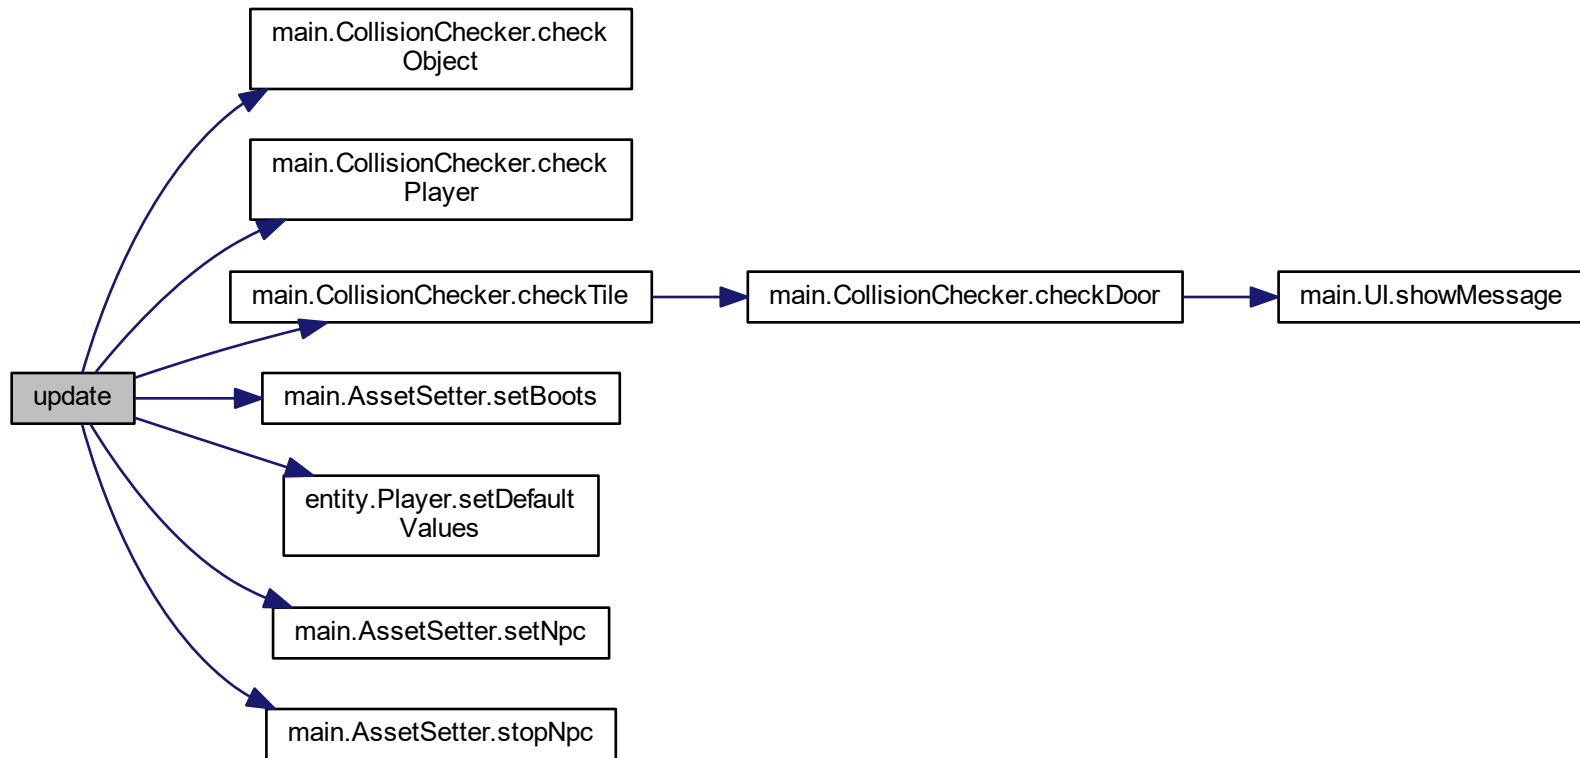 main.CollisionChecker.check
Object
main.CollisionChecker.check
Player
main.CollisionChecker.checkTile
main.CollisionChecker.checkDoor
main.UI.showMessage
update
main.AssetSetter.setBoots
entity.Player.setDefault
Values
main.AssetSetter.setNpc
main.AssetSetter.stopNpc